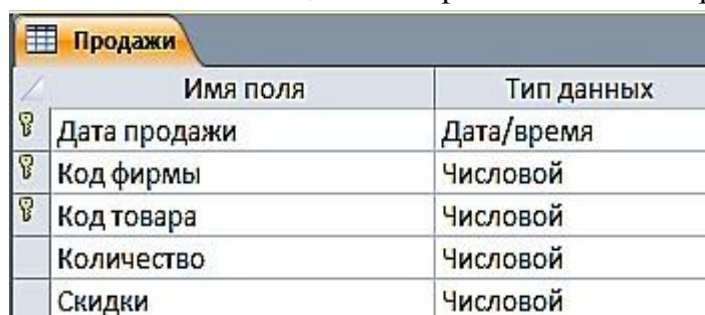 Продажи
Имя поля Тип данных
Дата продажи Дата/время
Код фирмы Числовой
Код товара Числовой
Количество Числовой
Скидки Числовой